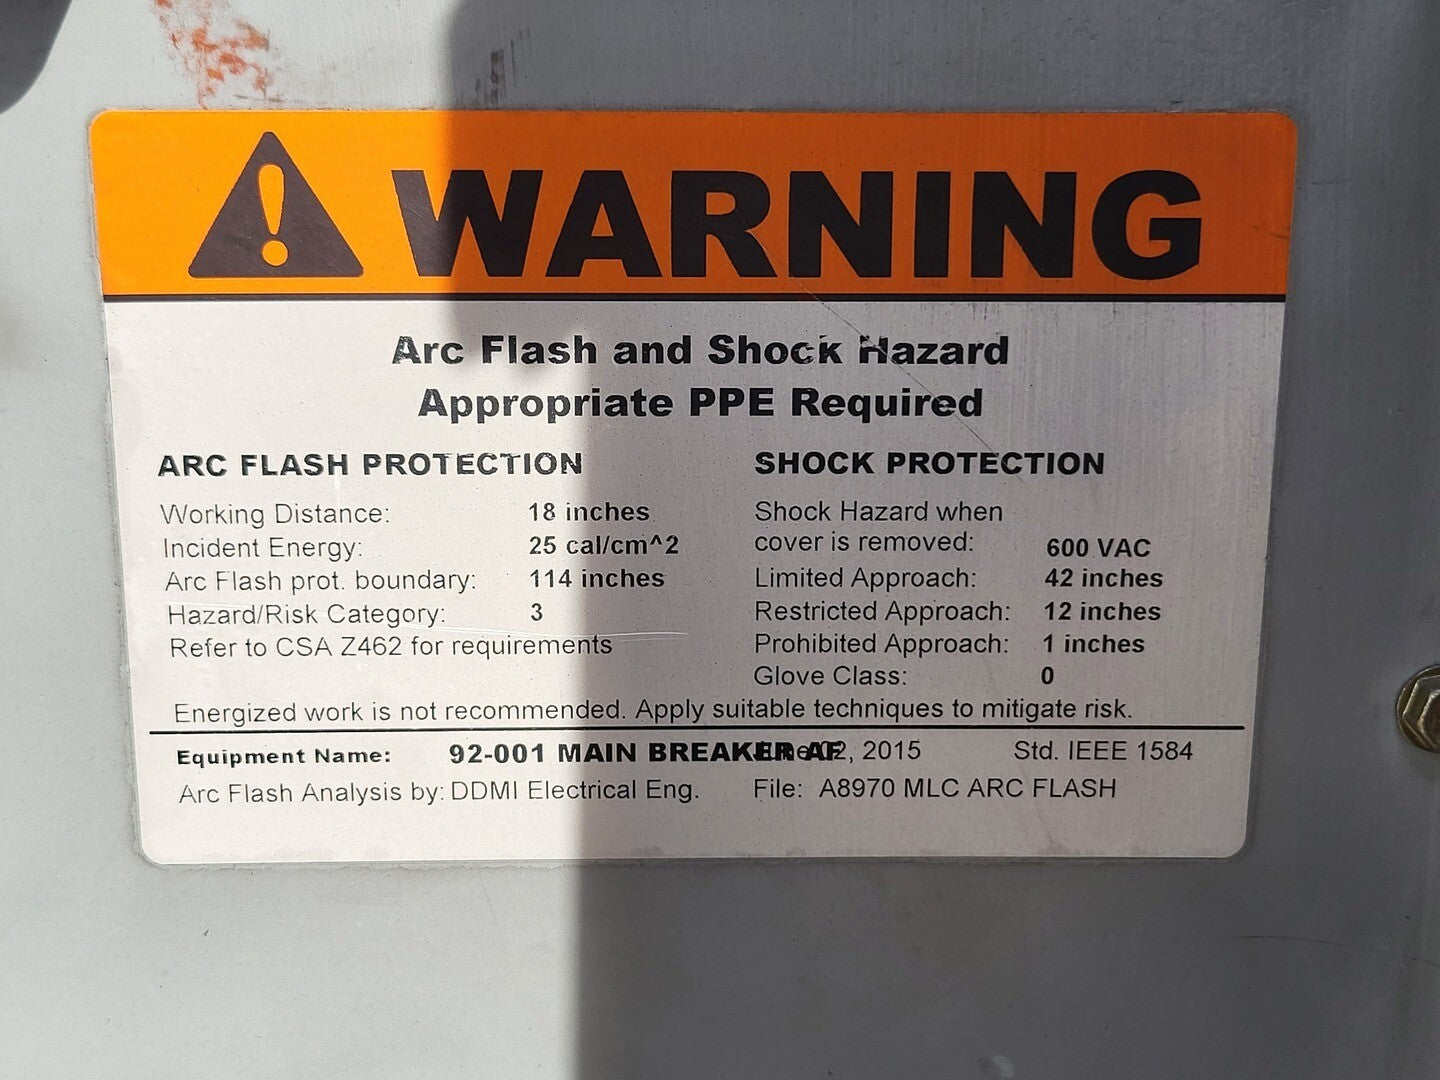 WARNING
Arc Flash and Shock Hazard
Appropriate PPE Required
ARC FLASH PROTECTION
Working Distance: 18 inches
Incident Energy: 25 cal/cm^2
Arc Flash prot. boundary: 114 inches
Hazard/Risk Category: 3
Refer to CSA Z462 for requirements
SHOCK PROTECTION
Shock Hazard when
cover is removed: 600 VAC
Limited Approach: 42 inches
Restricted Approach: 12 inches
Prohibited Approach: 1 inches
Glove Class: 0
Energized work is not recommended. Apply suitable techniques to mitigate risk.
Equipment Name: 92-001 MAIN BREAKER AF 02, 2015 Std. IEEE 1584
Arc Flash Analysis by: DDMI Electrical Eng. File: A8970 MLC ARC FLASH